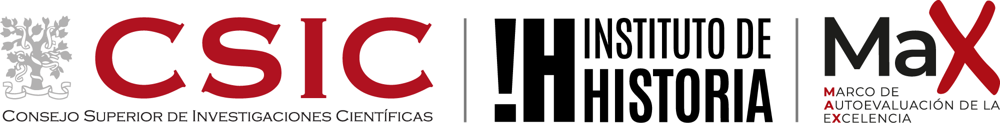 CSIC
CONSEJO SUPERIOR DE INVESTIGACIONES CIENTÍFICAS
!H
INSTITUTO DE
HISTORIA
MaX
MARCO DE
AUTOEVALUACIÓN DE LA
EXCELENCIA